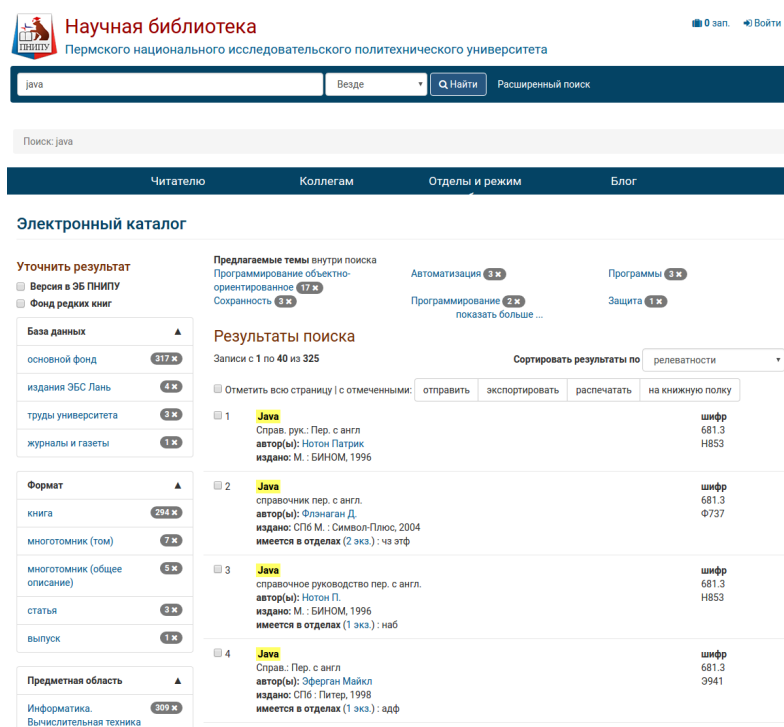 ПНИПУ
Научная библиотека
Пермского национального исследовательского политехнического университета
0 зап. Войти
java Везде Найти Расширенный поиск
Поиск: java
Читателю Коллегам Отделы и режим Блог
Электронный каталог
Уточнить результат
Версия в ЭБ ПНИПУ
Фонд редких книг
База данных ▲
основной фонд 317 ×
издания ЭБС Лань 4 ×
труды университета 3 ×
журналы и газеты 1 ×
Формат ▲
книга 294 ×
многотомник (том) 7 ×
многотомник (общее
описание) 5 ×
статья 3 ×
выпуск 1 ×
Предметная область ▲
Информатика.
Вычислительная техника 309 ×
Предлагаемые темы внутри поиска
Программирование объектно-
ориентированное 17 × Автоматизация 3 × Программы 3 ×
Сохранность 3 × Программирование 2 × Защита 1 ×
показать больше ...
Результаты поиска
Записи с 1 по 40 из 325 Сортировать результаты по релеватности
Отметить всю страницу | с отмеченными: отправить экспортировать распечатать на книжную полку
1 Java шифр
Справ. рук.: Пер. с англ 681.3
автор(ы): Нотон Патрик Н853
издано: М. : БИНОМ, 1996
2 Java шифр
справочник пер. с англ. 681.3
автор(ы): Флэнаган Д. Ф737
издано: СПб М. : Символ-Плюс, 2004
имеется в отделах (2 экз.) : чз этф
3 Java шифр
справочное руководство пер. с англ. 681.3
автор(ы): Нотон П. Н853
издано: М. : БИНОМ, 1996
имеется в отделах (1 экз.) : наб
4 Java шифр
Справ.: Пер. с англ 681.3
автор(ы): Эферган Майкл Э941
издано: СПб : Питер, 1998
имеется в отделах (1 экз.) : адф